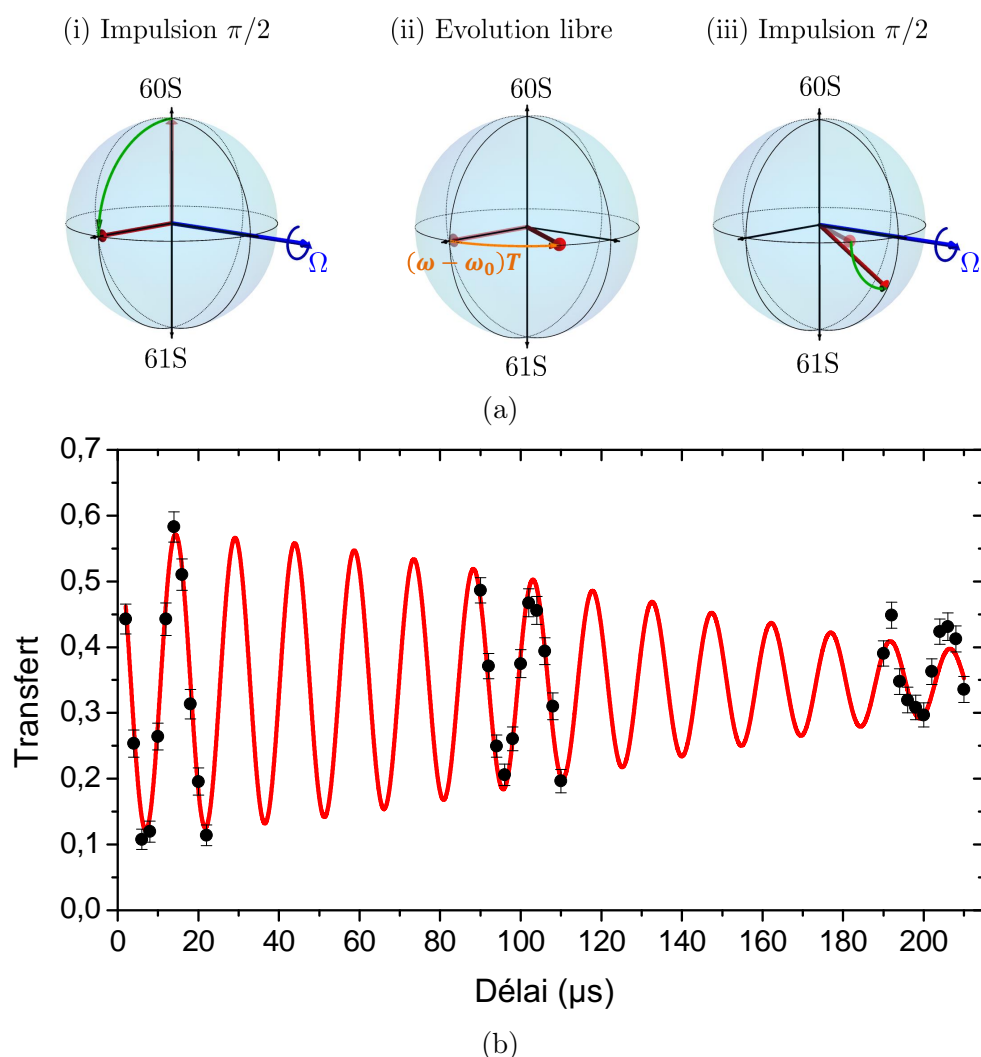 (i) Impulsion π/2 (ii) Evolution libre (iii) Impulsion π/2
60S 60S 60S
Ω (ω − ω₀)T Ω
61S 61S 61S
(a)
0,7
0,6
0,5
0,4
0,3
0,2
0,1
0,0
Transfert
0 20 40 60 80 100 120 140 160 180 200
Délai (µs)
(b)